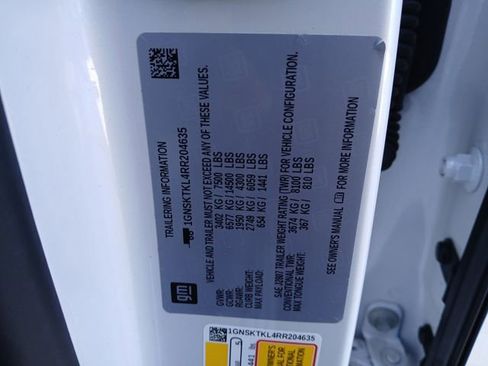 TRAILERING INFORMATION
1GNSKTKL4RR204635
VEHICLE AND TRAILER MUST NOT EXCEED ANY OF THESE VALUES.
GVWR: 3402 KG / 7500 LBS
GCWR: 6577 KG / 14500 LBS
RGAWR: 1950 KG / 4300 LBS
CURB WEIGHT: 2749 KG / 6059 LBS
MAX PAYLOAD: 654 KG / 1441 LBS
SAE J2807 TRAILER WEIGHT RATING (TWR) FOR VEHICLE CONFIGURATION.
CONVENTIONAL TWR: 3674 KG / 8100 LBS
MAX TONGUE WEIGHT: 367 KG / 810 LBS
SEE OWNER'S MANUAL FOR MORE INFORMATION
gm
1GNSKTKL4RR204635